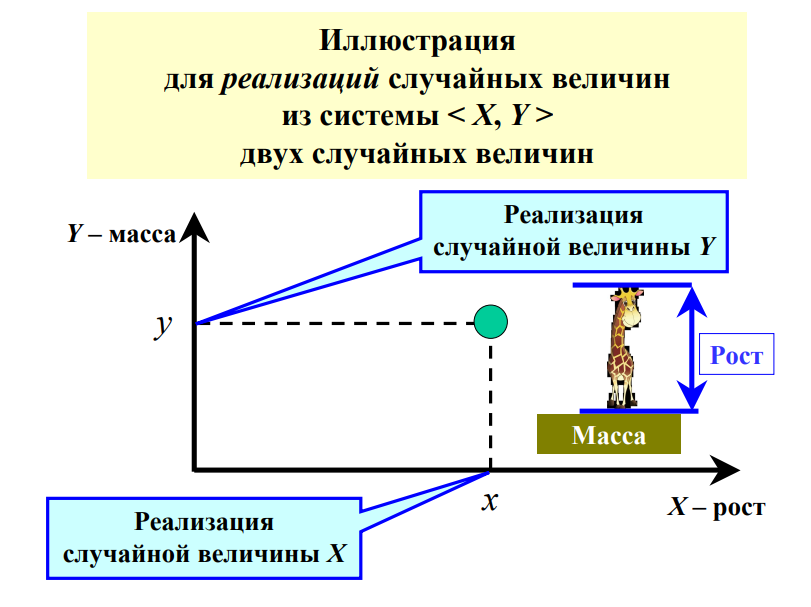 Иллюстрация
для реализаций случайных величин
из системы < X, Y >
двух случайных величин
Реализация
случайной величины Y
Y – масса
y
Рост
Масса
x
X – рост
Реализация
случайной величины X